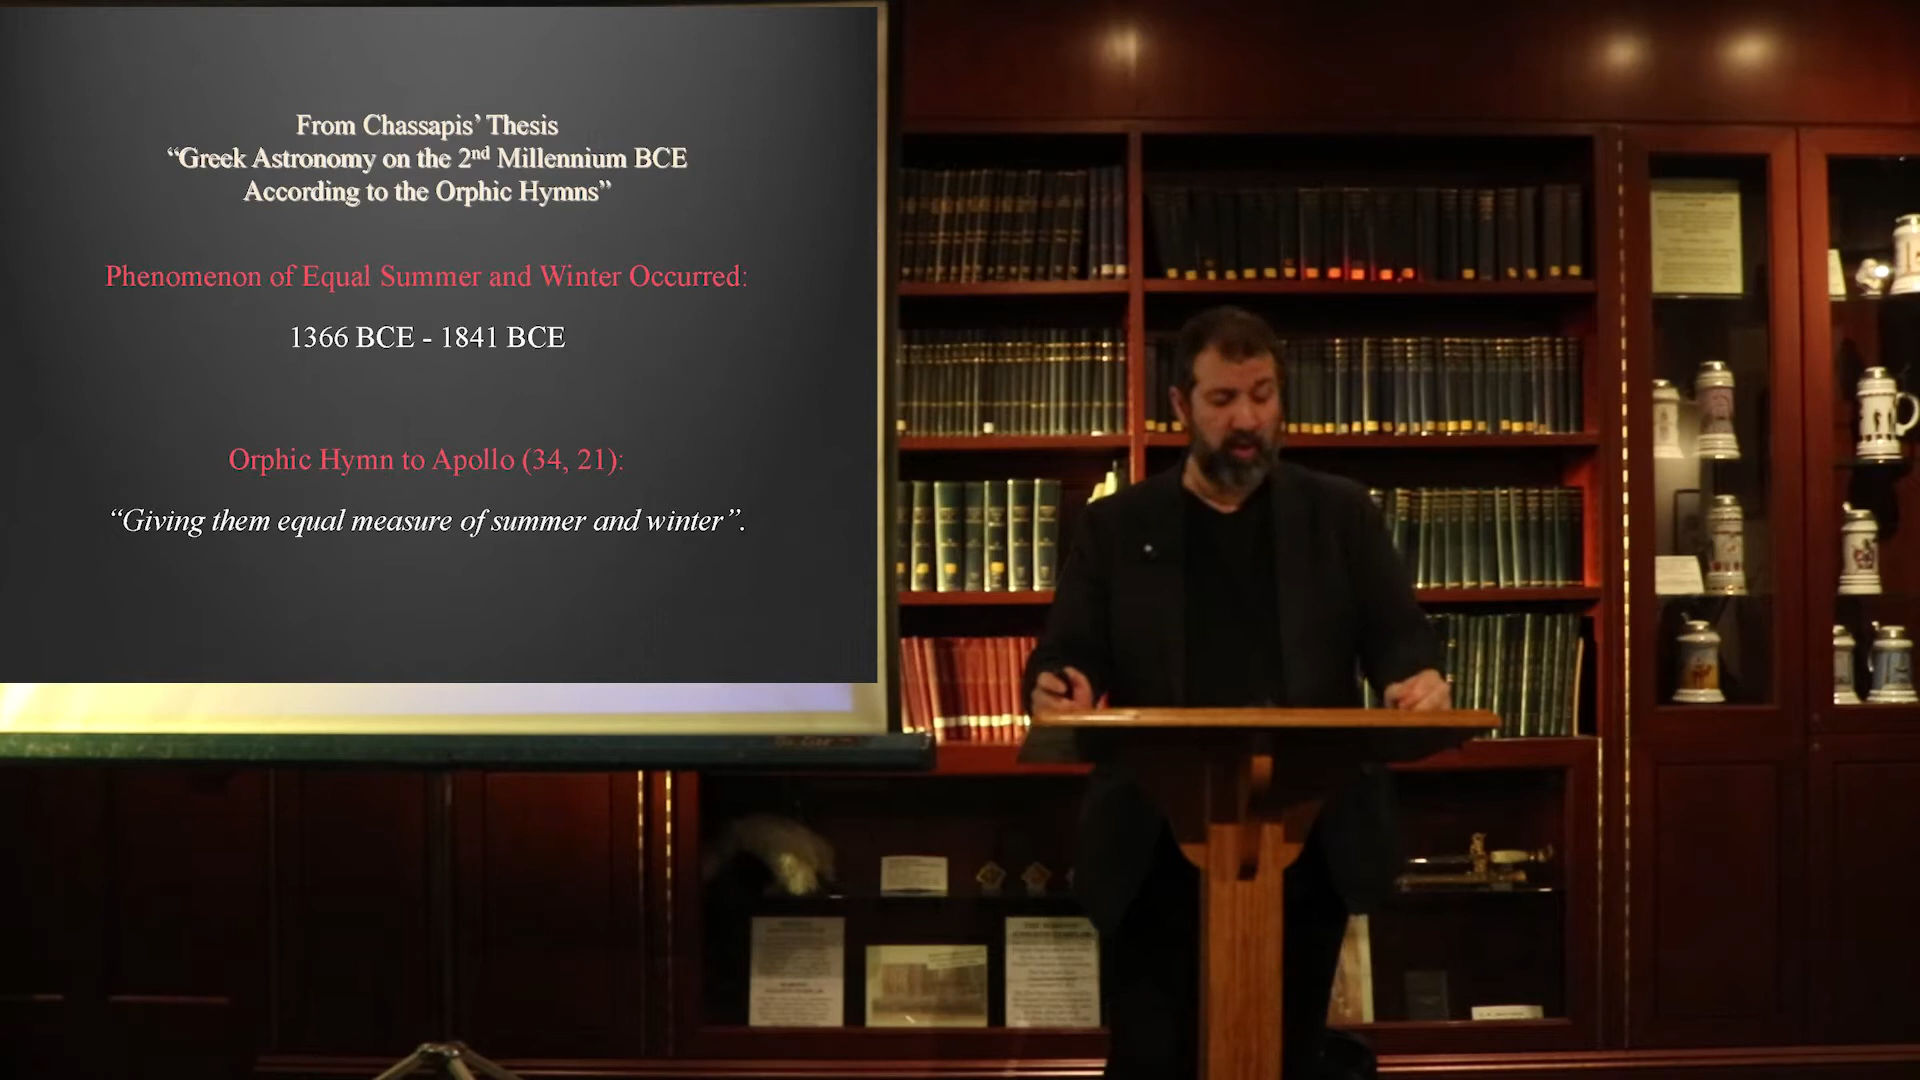 From Chassapis’ Thesis
“Greek Astronomy on the 2nd Millennium BCE
According to the Orphic Hymns”
Phenomenon of Equal Summer and Winter Occurred:
1366 BCE - 1841 BCE
Orphic Hymn to Apollo (34, 21):
“Giving them equal measure of summer and winter”.